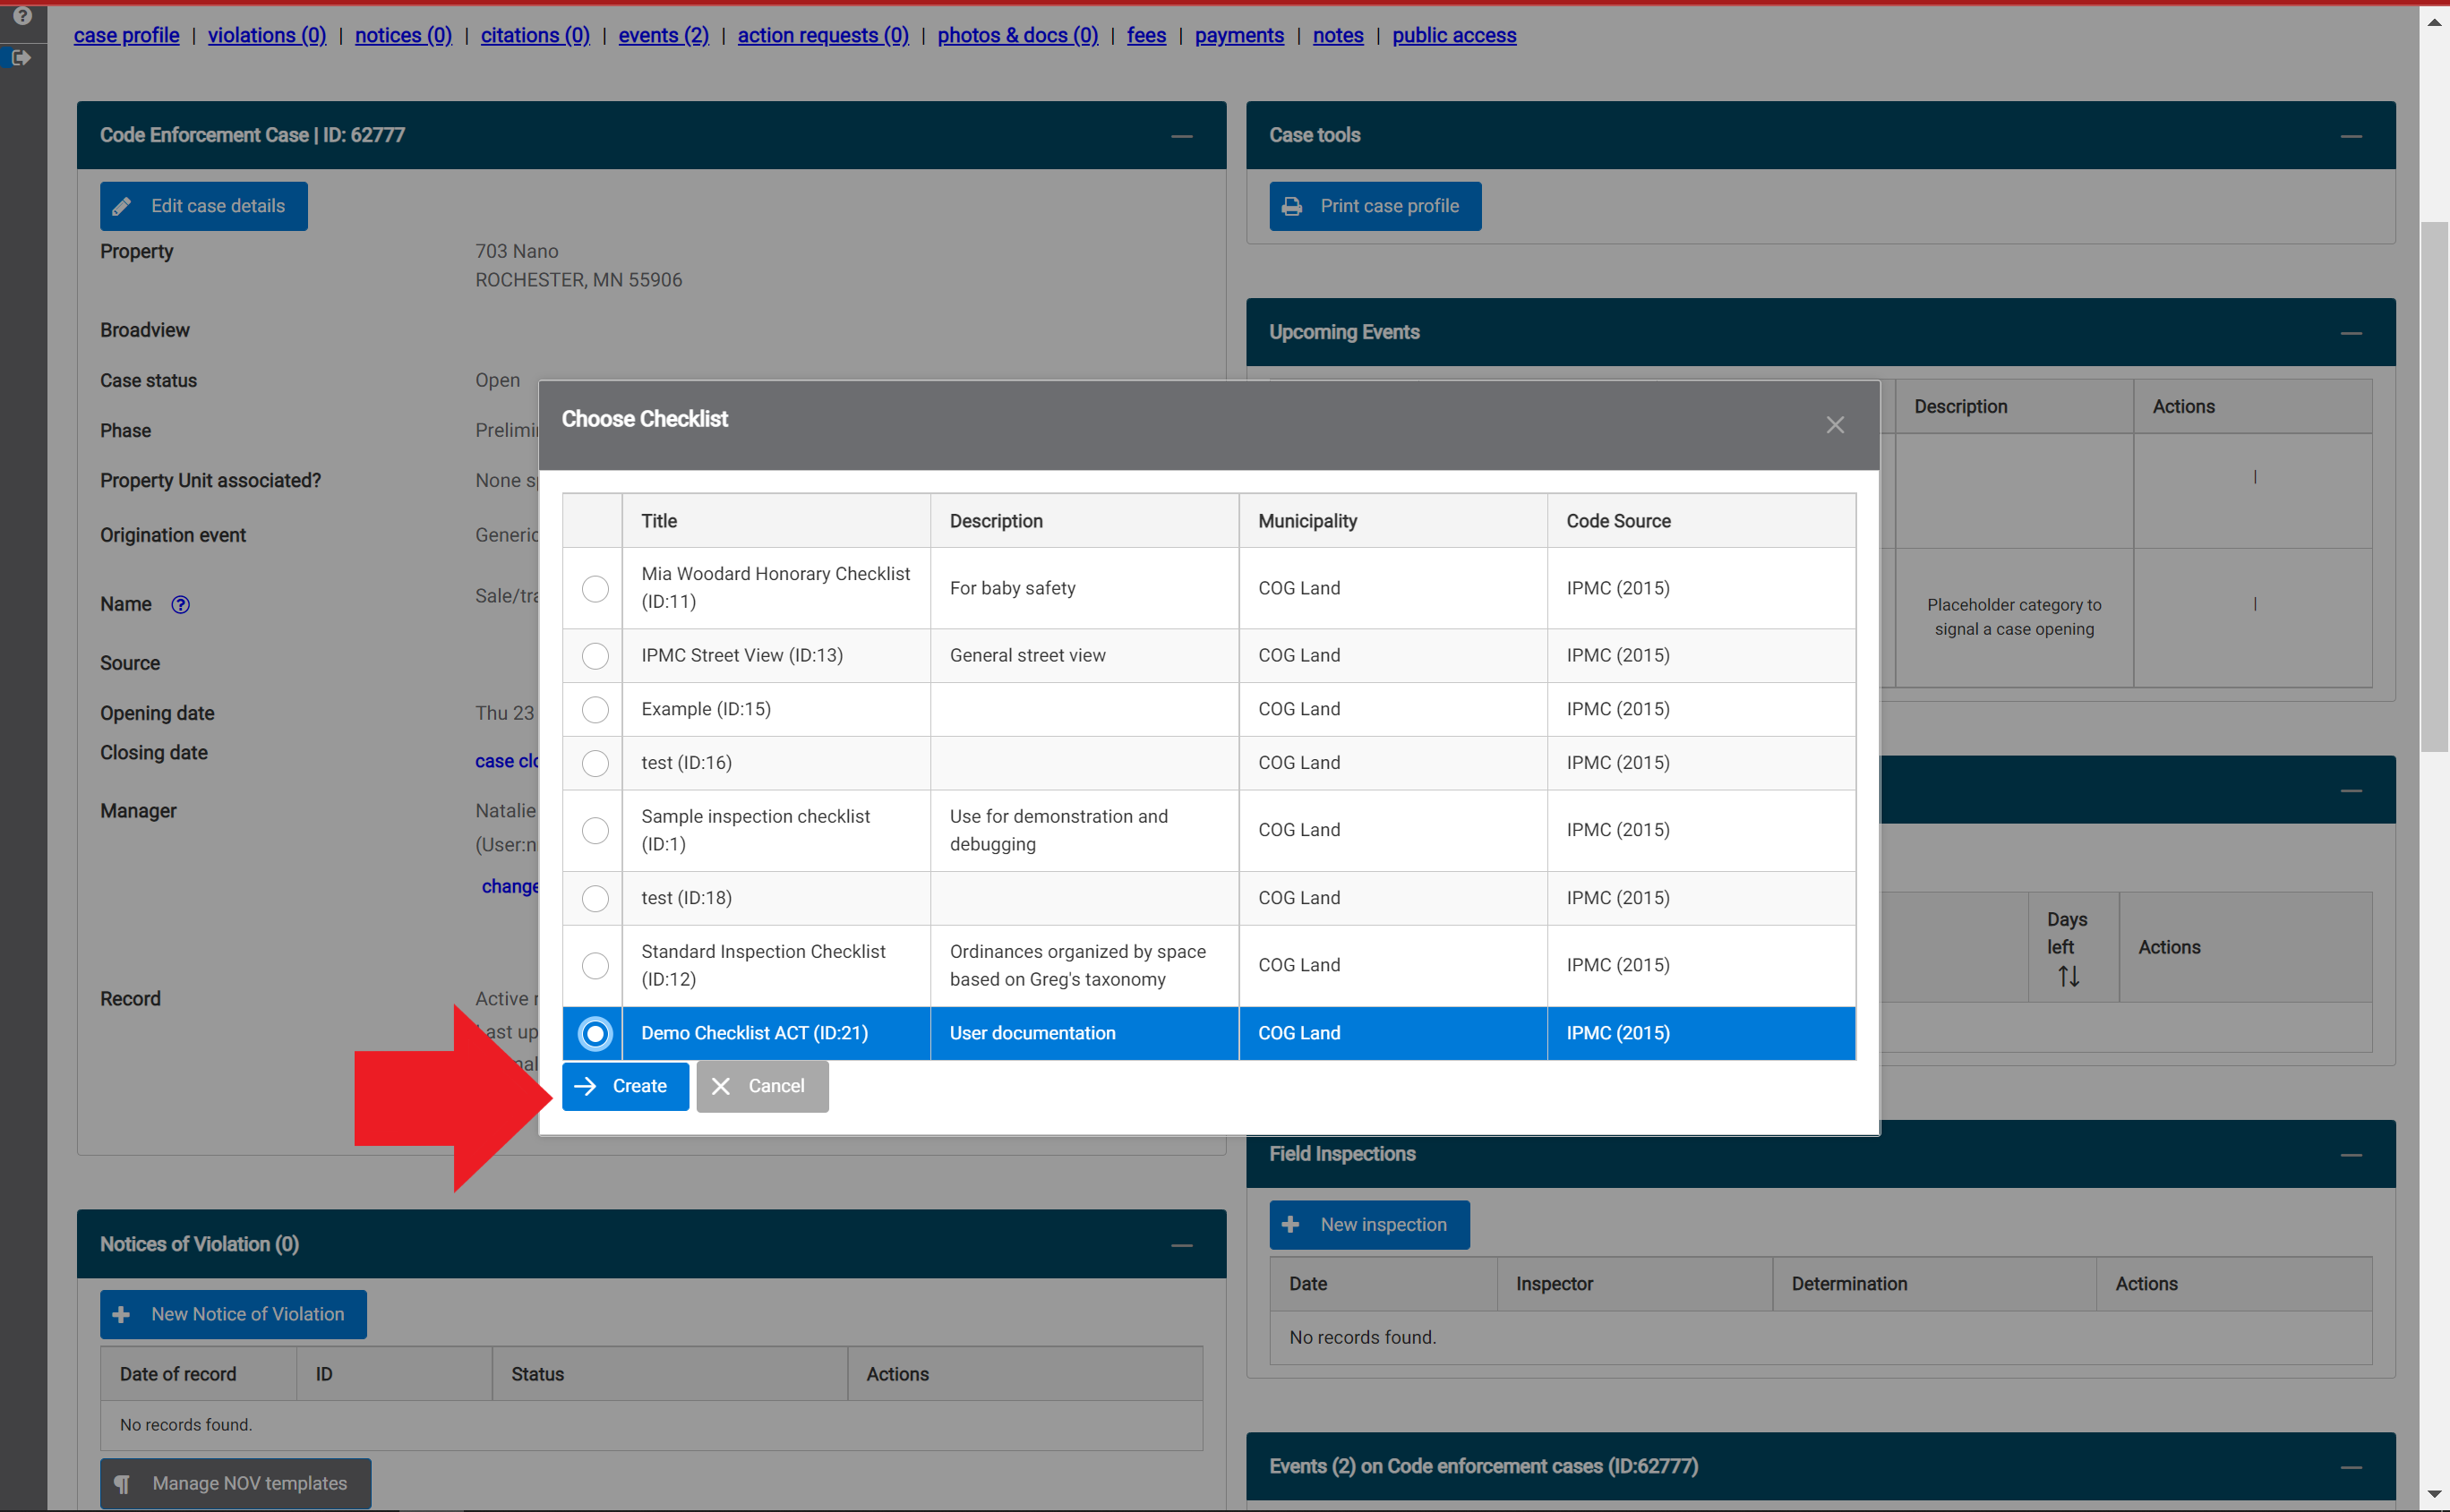 case profile | violations (0) | notices (0) | citations (0) | events (2) | action requests (0) | photos & docs (0) | fees | payments | notes | public access
Code Enforcement Case | ID: 62777
Edit case details
Property
703 Nano
ROCHESTER, MN 55906
Broadview
Case status
Open
Phase
Property Unit associated?
None
Origination event
Name
Source
Opening date
Thu 23
Closing date
case
Manager
Natalie
change
Record
Active
Case tools
Print case profile
Upcoming Events
Description
Actions
Placeholder category to
signal a case opening
Choose Checklist
Title
Description
Municipality
Code Source
Mia Woodard Honorary Checklist
(ID:11)
For baby safety
COG Land
IPMC (2015)
IPMC Street View (ID:13)
General street view
COG Land
IPMC (2015)
Example (ID:15)
COG Land
IPMC (2015)
test (ID:16)
COG Land
IPMC (2015)
Sample inspection checklist
(ID:1)
Use for demonstration and
debugging
COG Land
IPMC (2015)
test (ID:18)
COG Land
IPMC (2015)
Standard Inspection Checklist
(ID:12)
Ordinances organized by space
based on Greg's taxonomy
COG Land
IPMC (2015)
Demo Checklist ACT (ID:21)
User documentation
COG Land
IPMC (2015)
Create
Cancel
Days
left
Actions
Notices of Violation (0)
New Notice of Violation
Date of record
ID
Status
Actions
No records found.
Manage NOV templates
Field Inspections
New inspection
Date
Inspector
Determination
Actions
No records found.
Events (2) on Code enforcement cases (ID:62777)